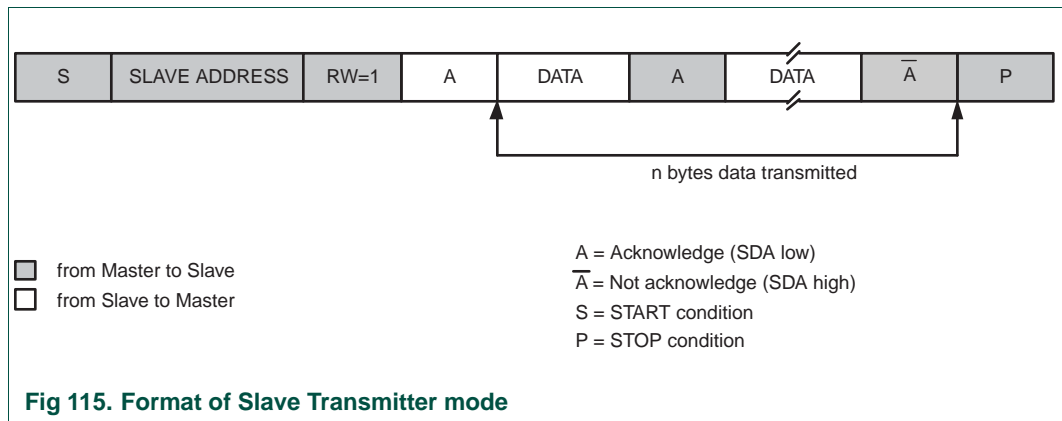 S SLAVE ADDRESS RW=1 A DATA A DATA A̅ P
n bytes data transmitted
from Master to Slave
from Slave to Master
A = Acknowledge (SDA low)
A̅ = Not acknowledge (SDA high)
S = START condition
P = STOP condition
Fig 115. Format of Slave Transmitter mode